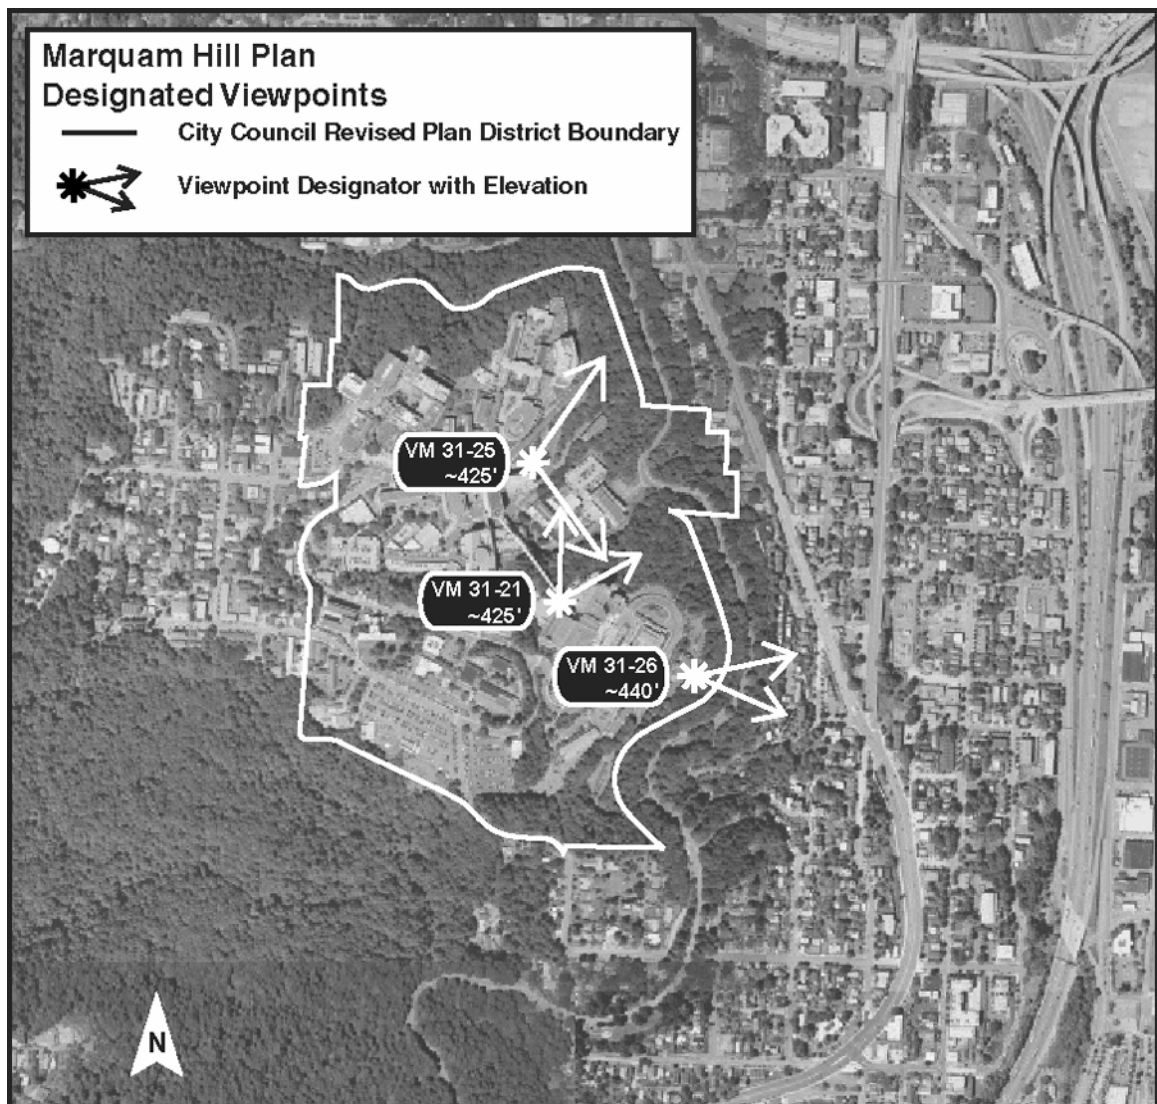 Marquam Hill Plan
Designated Viewpoints
City Council Revised Plan District Boundary
Viewpoint Designator with Elevation
VM 31-25
~425'
VM 31-21
~425'
VM 31-26
~440'
N